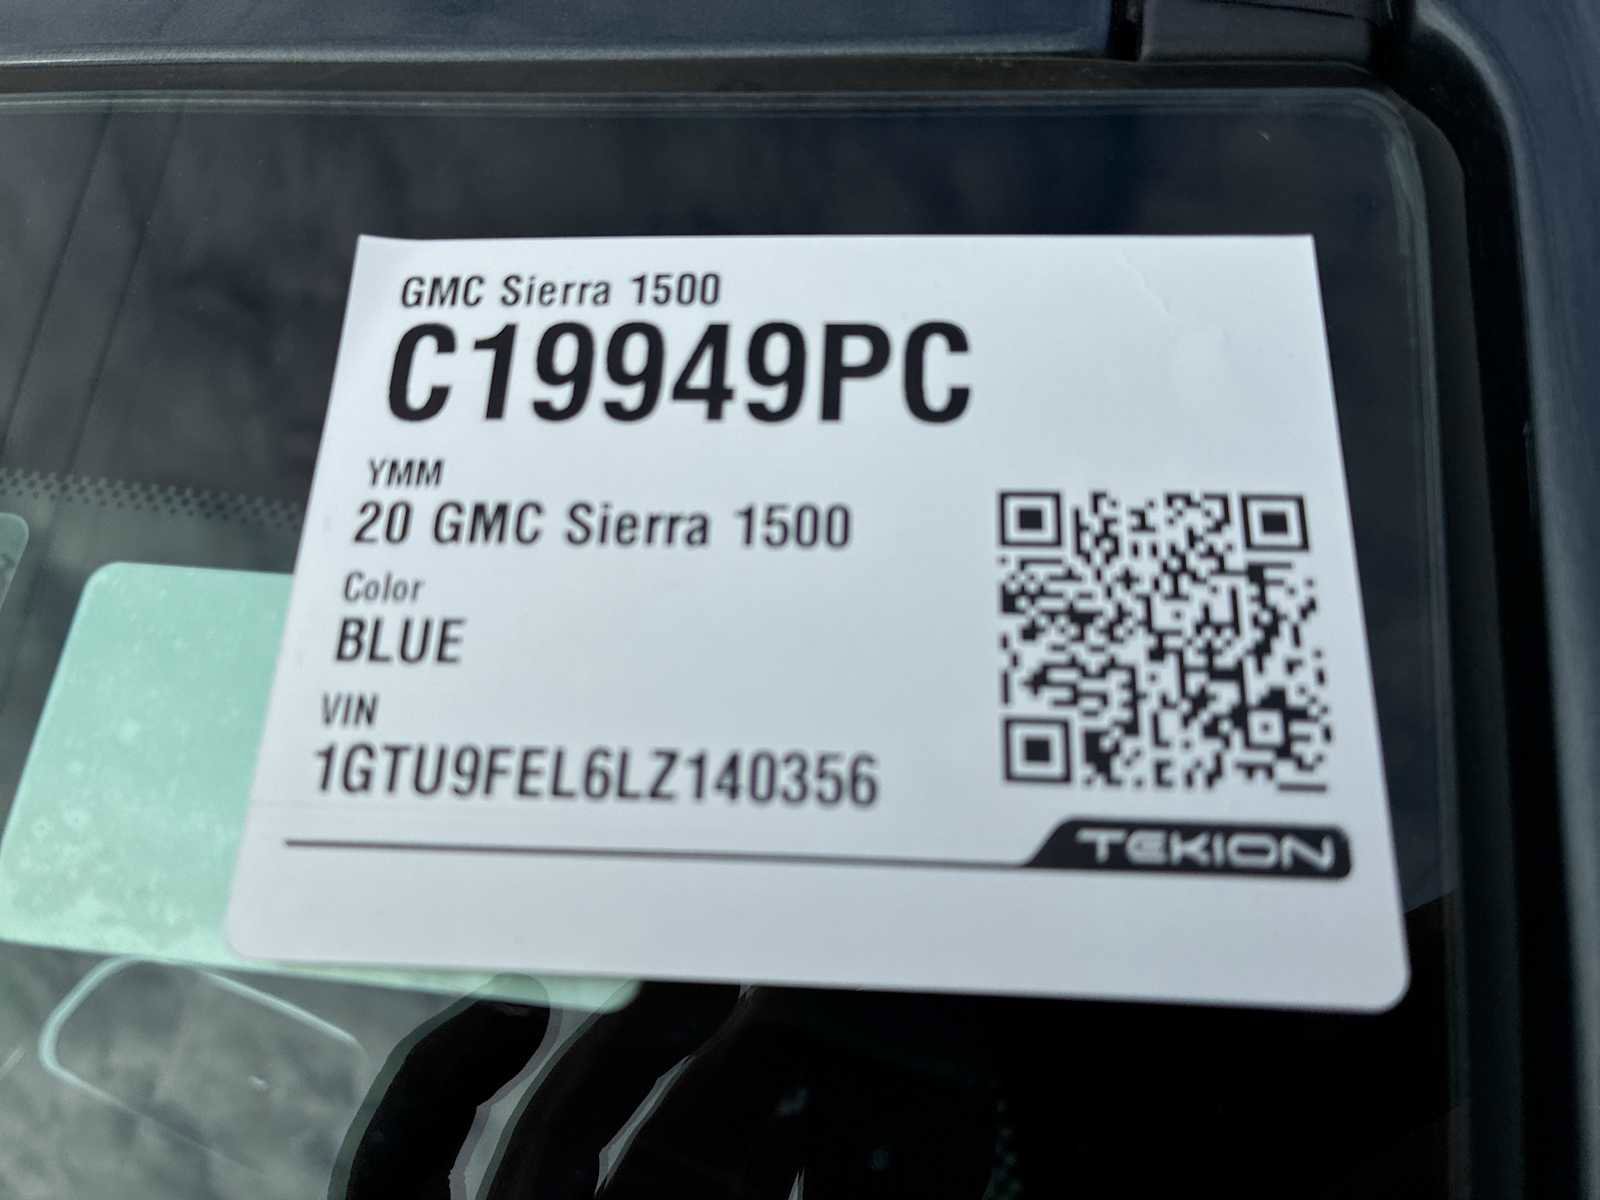 GMC Sierra 1500
C19949PC
YMM
20 GMC Sierra 1500
Color
BLUE
VIN
1GTU9FEL6LZ140356
TEKION